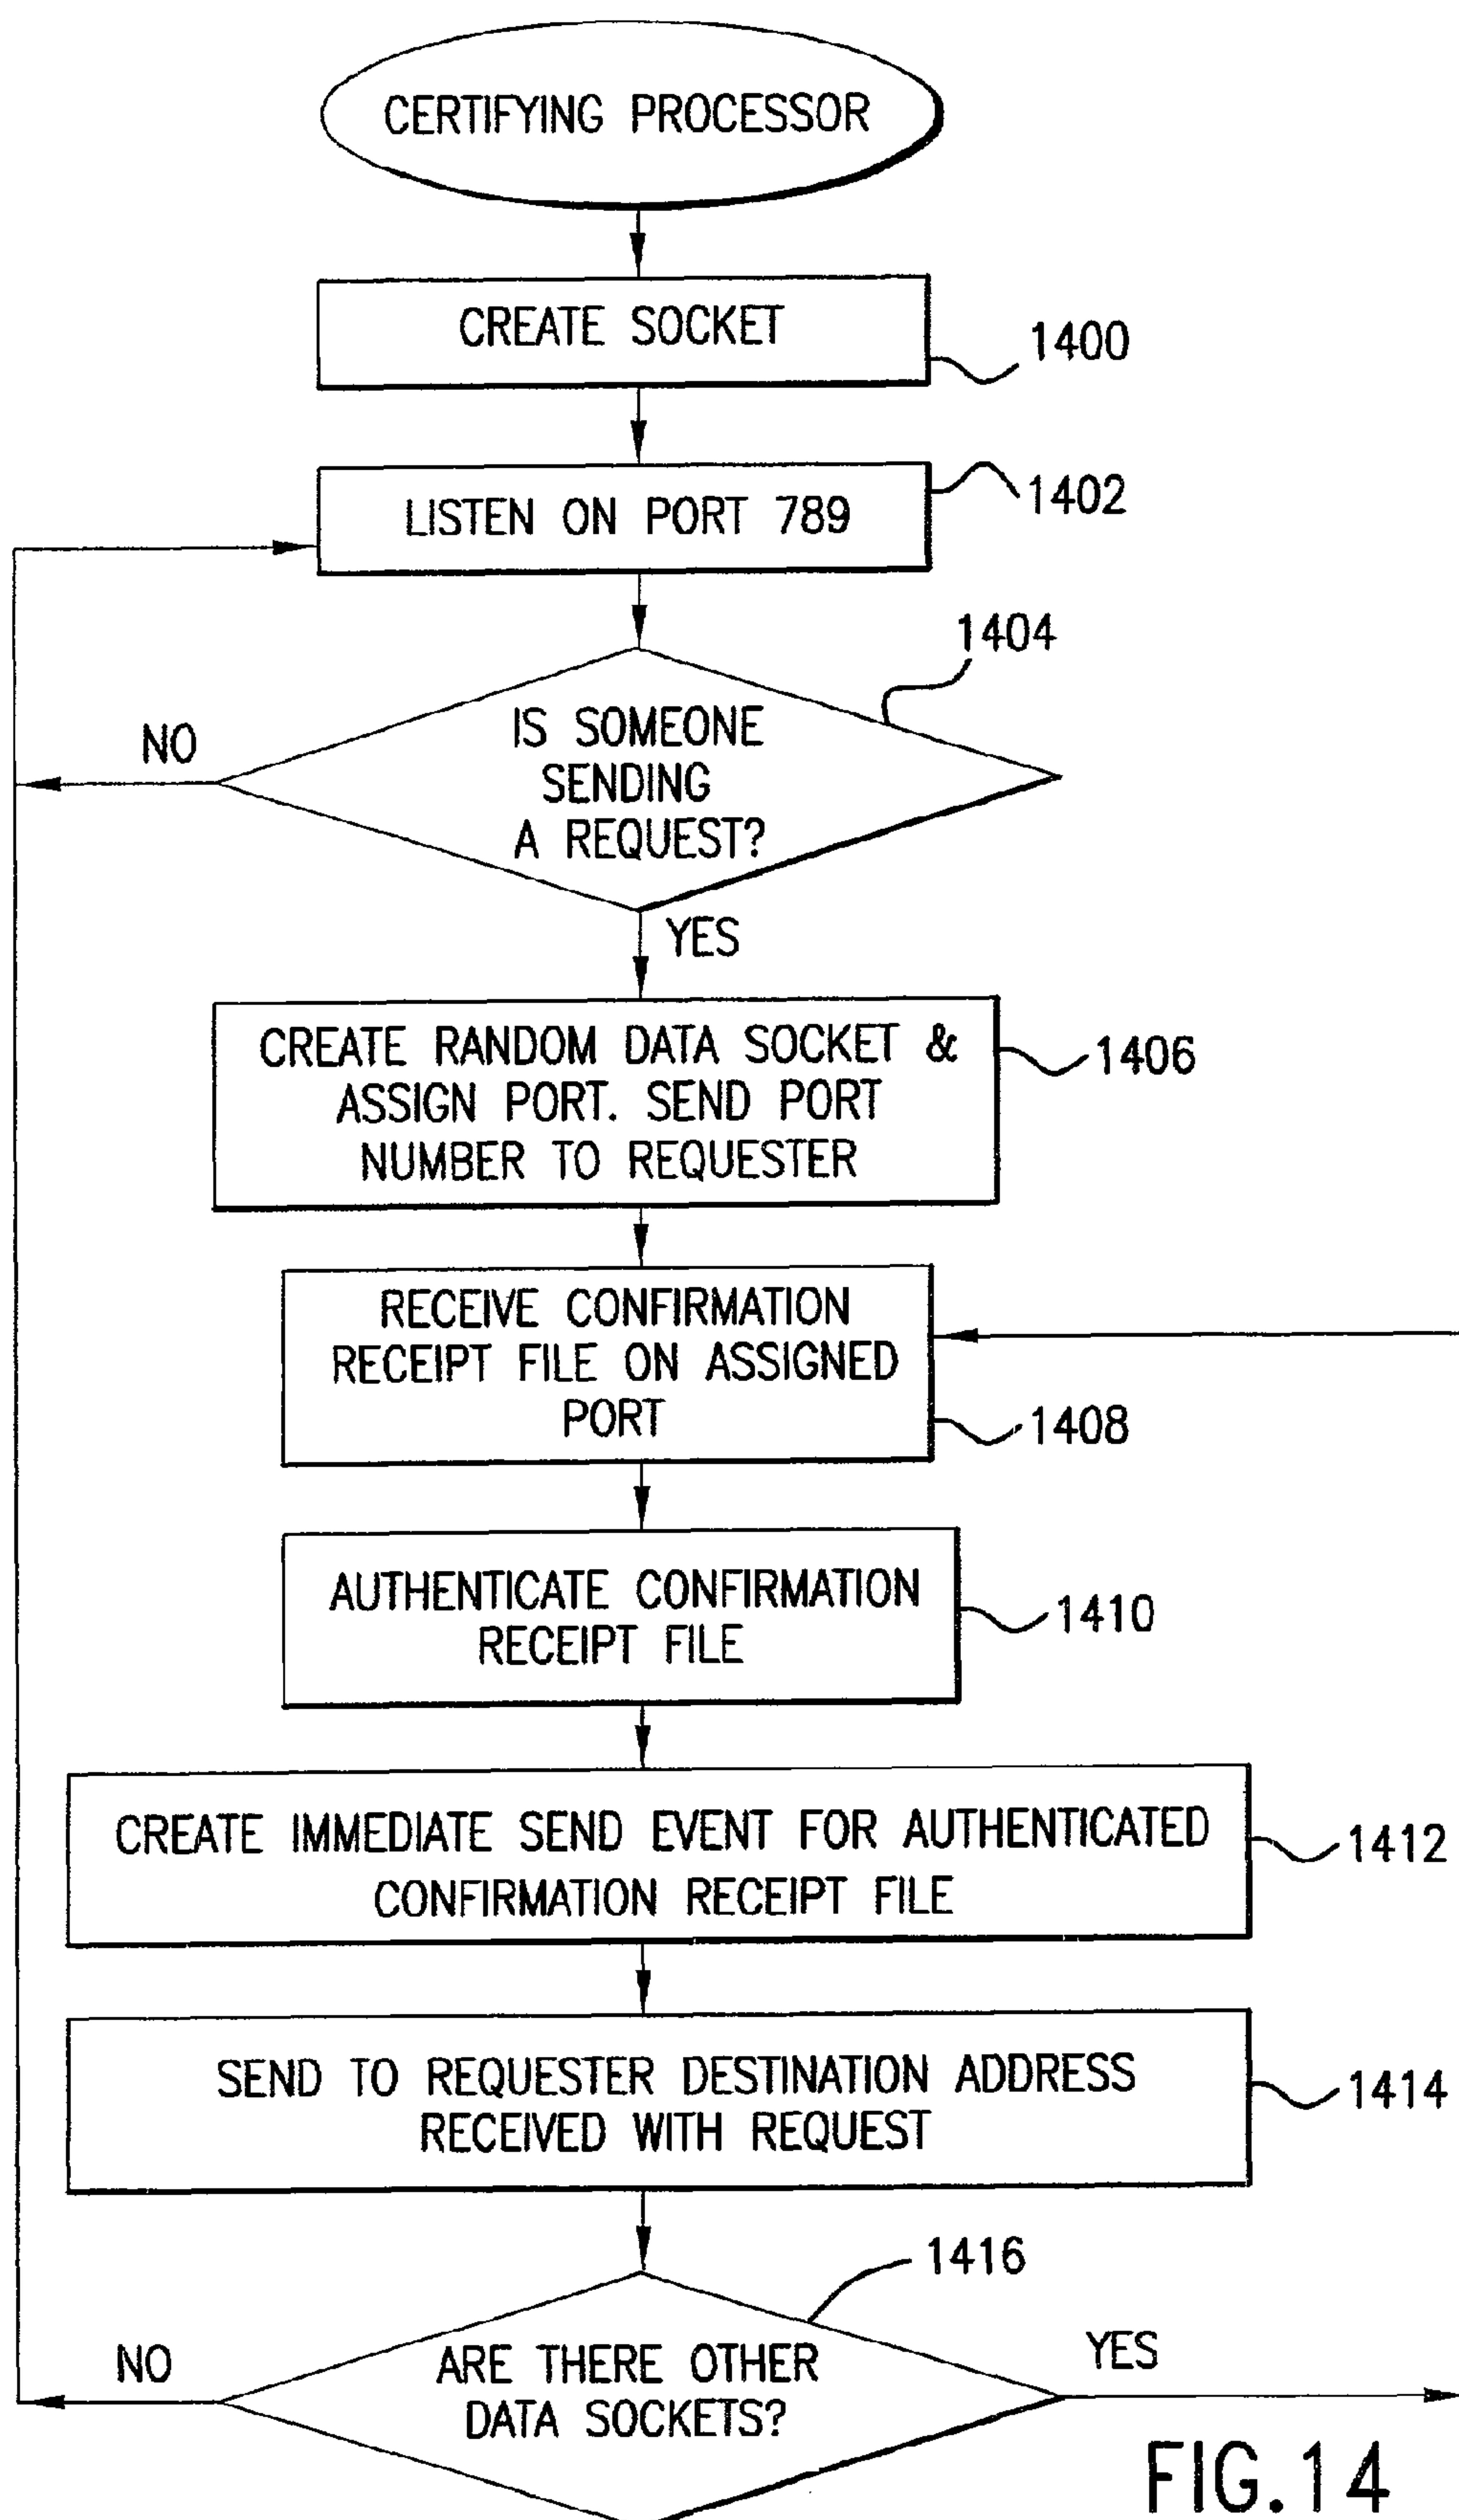 CERTIFYING PROCESSOR
CREATE SOCKET
1400
LISTEN ON PORT 789
1402
1404
IS SOMEONE
SENDING
A REQUEST?
NO
YES
CREATE RANDOM DATA SOCKET &
ASSIGN PORT. SEND PORT
NUMBER TO REQUESTER
1406
RECEIVE CONFIRMATION
RECEIPT FILE ON ASSIGNED
PORT
1408
AUTHENTICATE CONFIRMATION
RECEIPT FILE
1410
CREATE IMMEDIATE SEND EVENT FOR AUTHENTICATED
CONFIRMATION RECEIPT FILE
1412
SEND TO REQUESTER DESTINATION ADDRESS
RECEIVED WITH REQUEST
1414
1416
ARE THERE OTHER
DATA SOCKETS?
NO
YES
FIG.14